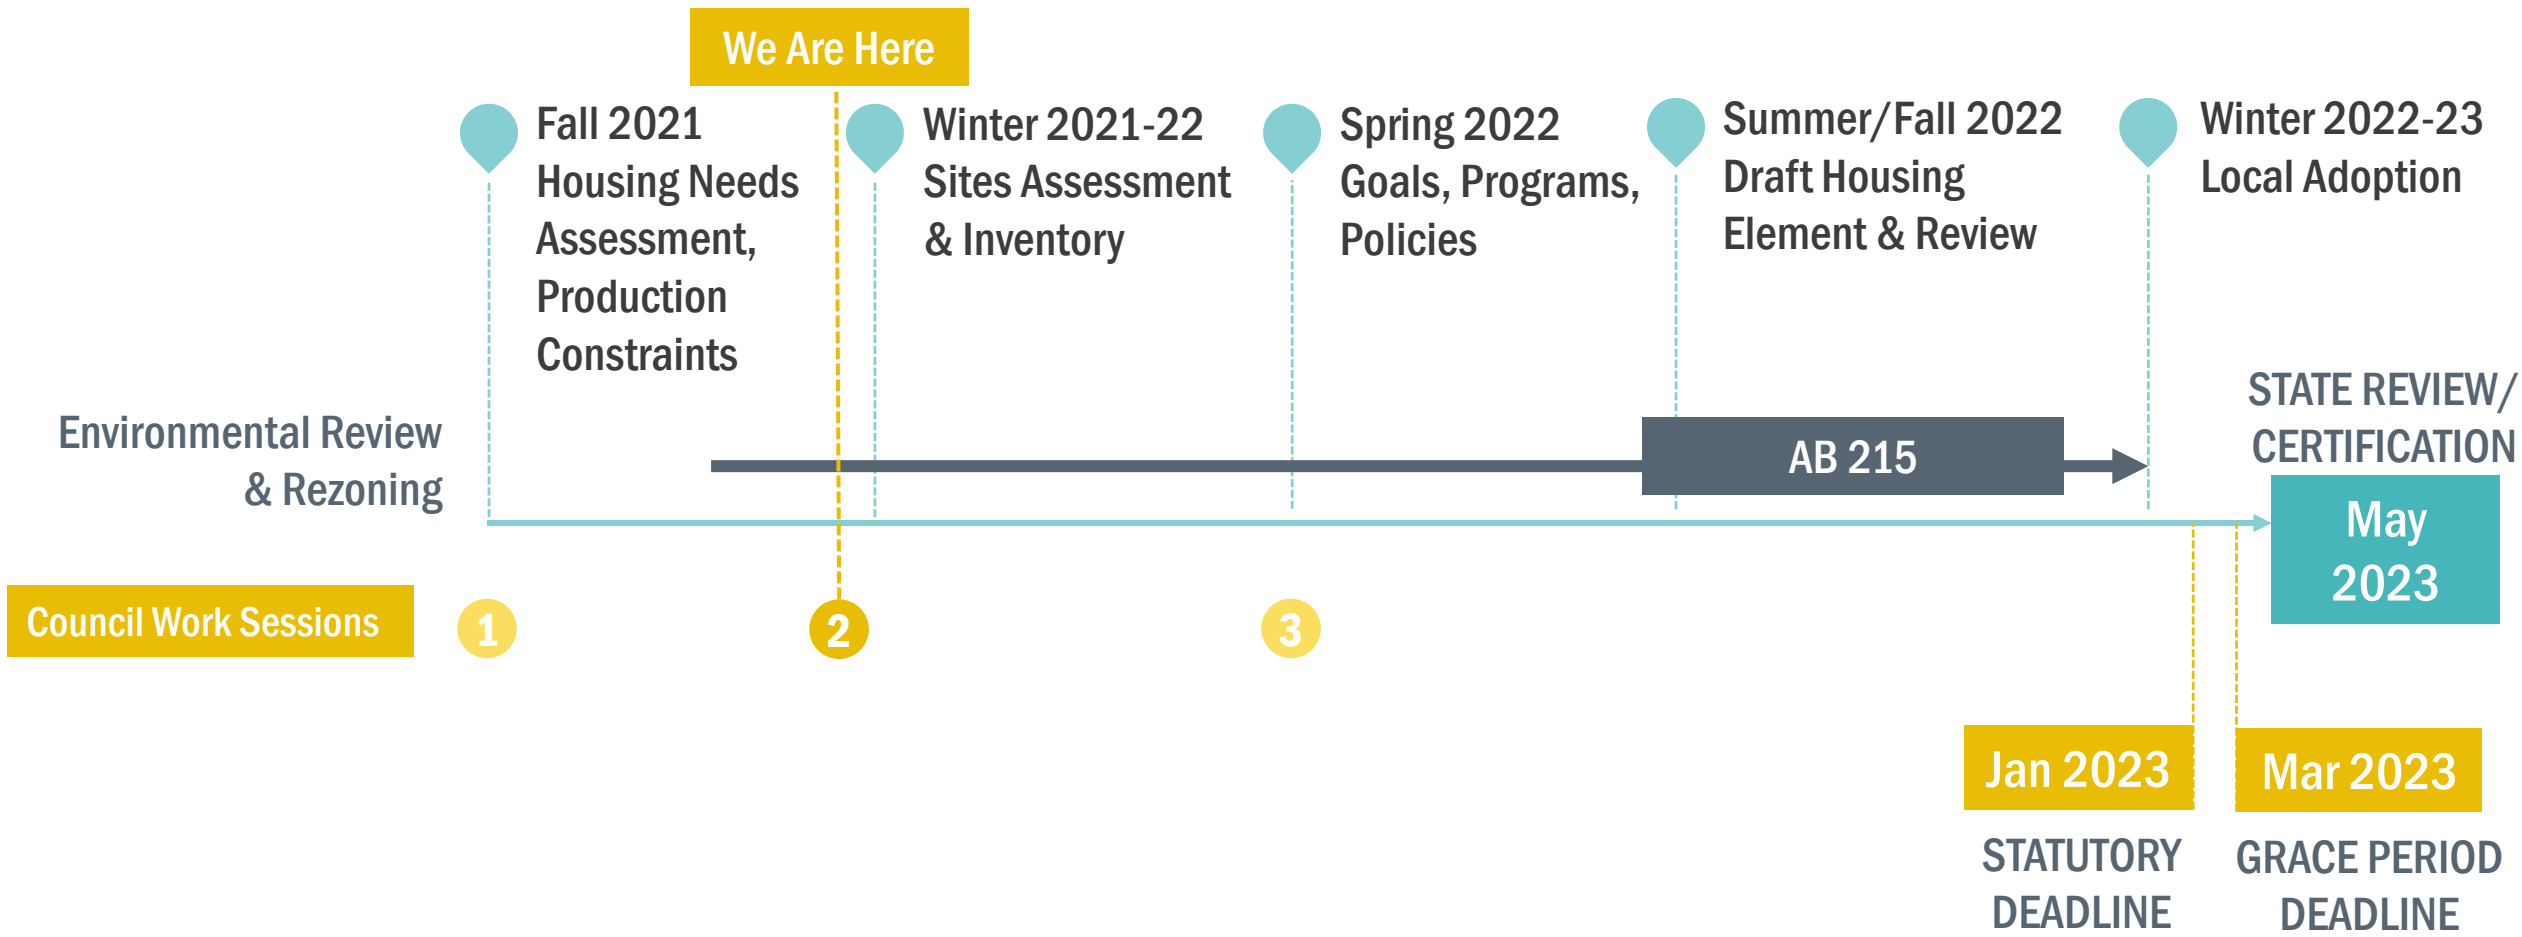 We Are Here
Fall 2021
Housing Needs
Assessment,
Production
Constraints
Winter 2021-22
Sites Assessment
& Inventory
Spring 2022
Goals, Programs,
Policies
Summer/Fall 2022
Draft Housing
Element & Review
Winter 2022-23
Local Adoption
Environmental Review
& Rezoning
AB 215
STATE REVIEW/
CERTIFICATION
May
2023
Council Work Sessions
1
2
3
Jan 2023
STATUTORY
DEADLINE
Mar 2023
GRACE PERIOD
DEADLINE